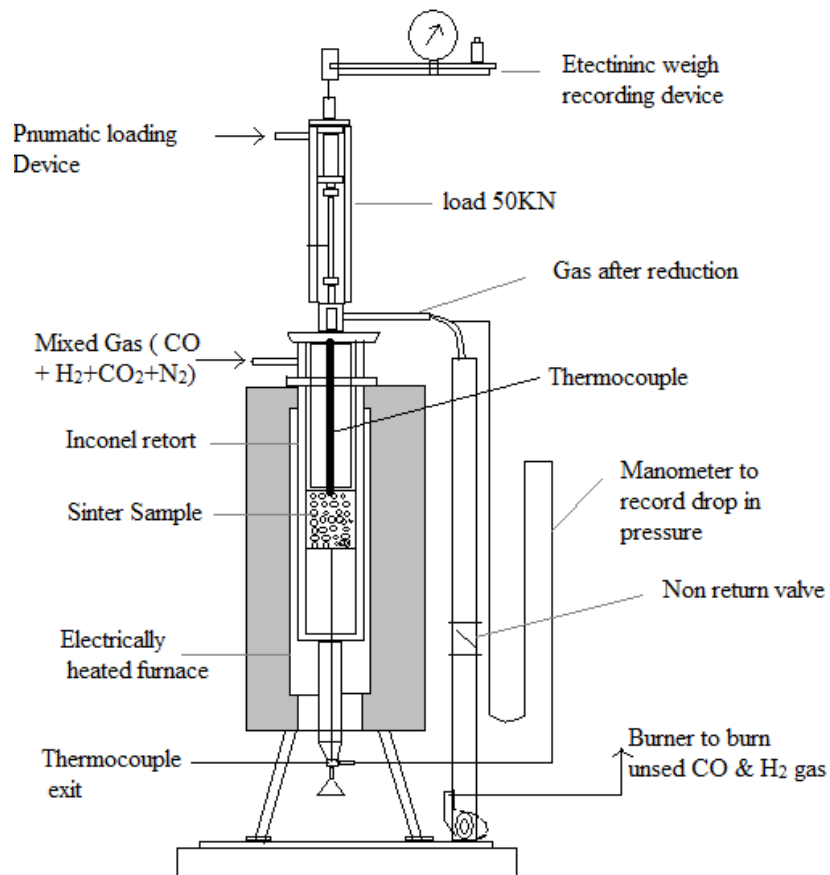 Etectininc weigh
recording device
Pnumatic loading
Device
load 50KN
Gas after reduction
Mixed Gas ( CO
+ H₂+CO₂+N₂)
Thermocouple
Inconel retort
Manometer to
record drop in
pressure
Sinter Sample
Non return valve
Electrically
heated furnace
Burner to burn
unsed CO & H₂ gas
Thermocouple
exit